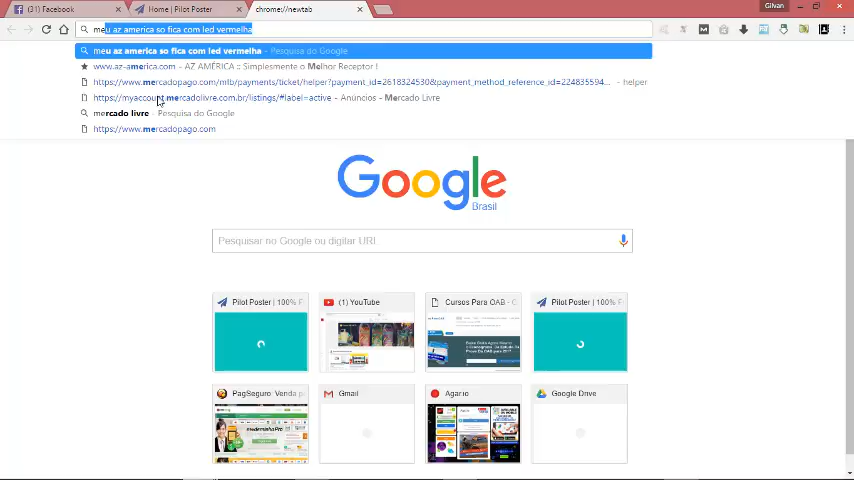 (31) Facebook
Home | Pilot Poster
chrome://newtab
Gilvan
meu az america so fica com led vermelha
meu az america so fica com led vermelha - Pesquisa do Google
www.az-america.com - AZ AMÉRICA :: Simplesmente o Melhor Receptor !
https://www.mercadopago.com/mlb/payments/ticket/helper?payment_id=2618324530&payment_method_reference_id=224835594... - helper
https://myaccount.mercadolivre.com.br/listings/#label=active - Anúncios - Mercado Livre
mercado livre - Pesquisa do Google
https://www.mercadopago.com
Google
Brasil
Pesquisar no Google ou digitar URL
Pilot Poster | 100% F
(1) YouTube
Cursos Para OAB - C
Pilot Poster | 100% F
PagSeguro: Venda p
Gmail
Agar.io
Google Drive